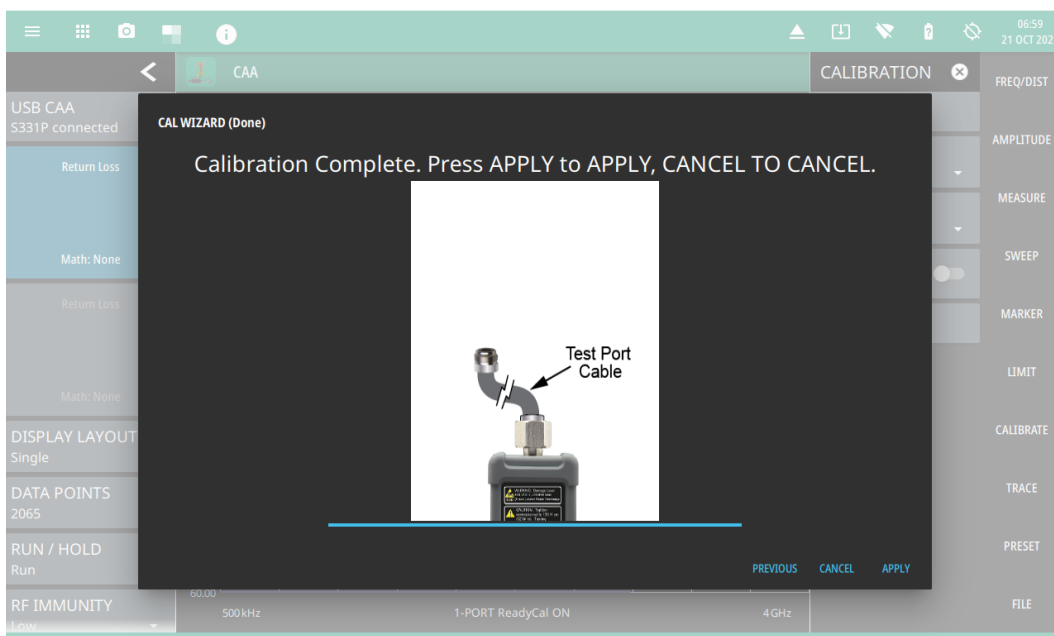 06:59
21 OCT 202
CAA
CALIBRATION
FREQ/DIST
USB CAA
S331P connected
CAL WIZARD (Done)
AMPLITUDE
Return Loss
Calibration Complete. Press APPLY to APPLY, CANCEL TO CANCEL.
MEASURE
Math: None
SWEEP
Return Loss
MARKER
Test Port
Cable
LIMIT
Math: None
DISPLAY LAYOUT
Single
CALIBRATE
DATA POINTS
2065
TRACE
RUN / HOLD
Run
PRESET
PREVIOUS CANCEL APPLY
RF IMMUNITY
Low
60.00
500 kHz 1-PORT ReadyCal ON 4 GHz
FILE